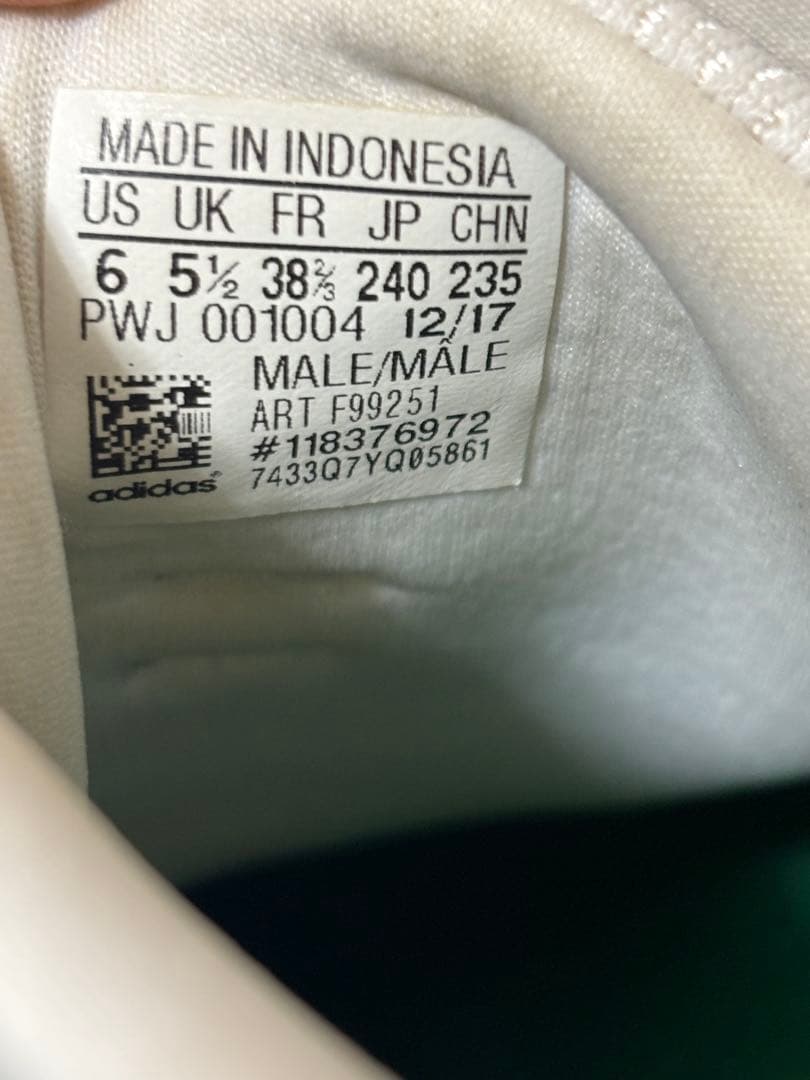 MADE IN INDONESIA
US UK FR JP CHN
6 5½ 38⅔ 240 235
PWJ 001004 12/17
MALE/MÂLE
ART F99251
#118376972
7433Q7YQ05861
adidas®